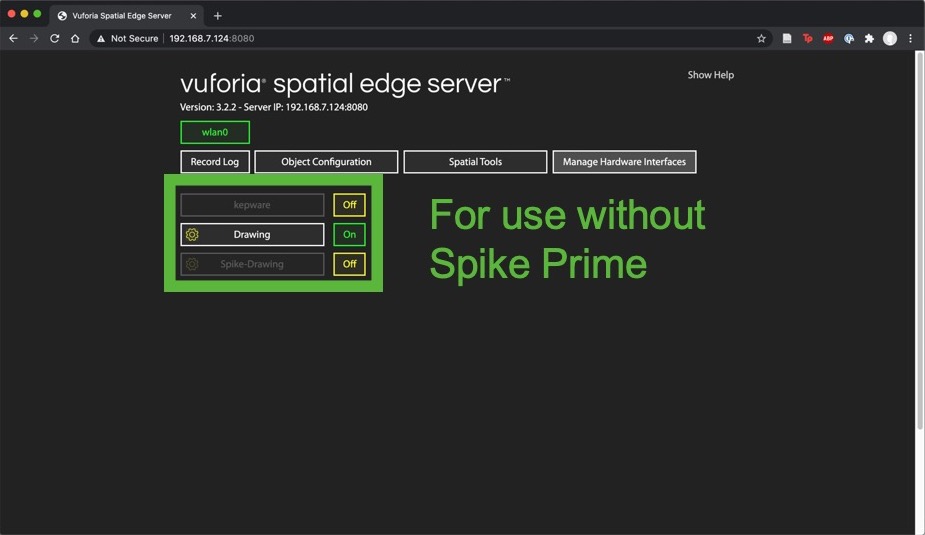 Vuforia Spatial Edge Server
Not Secure | 192.168.7.124:8080
Tp
ABP
Show Help
vuforia® spatial edge server™
Version: 3.2.2 - Server IP: 192.168.7.124:8080
wlan0
Record Log Object Configuration Spatial Tools Manage Hardware Interfaces
kepware Off
Drawing On
Spike-Drawing Off
For use without
Spike Prime